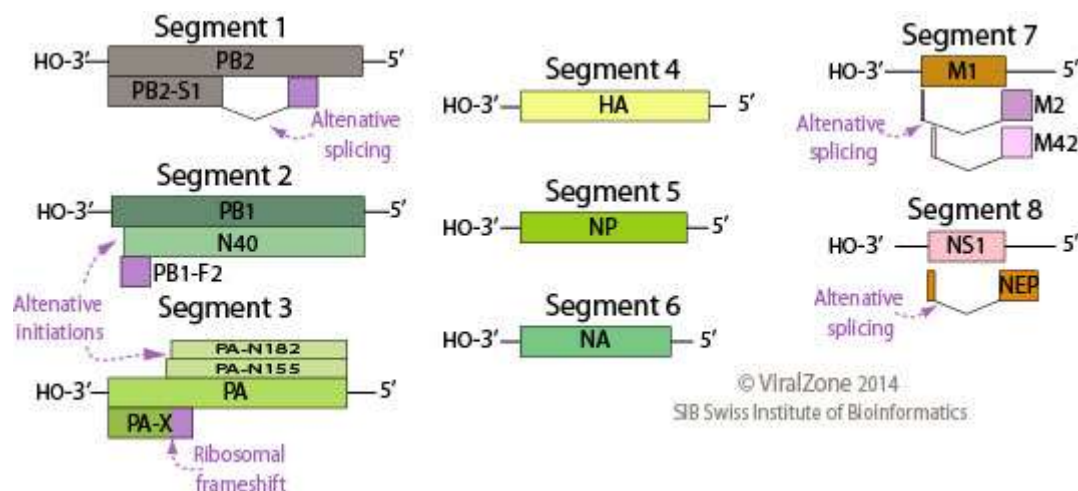 Segment 1
HO-3′
PB2
5′
PB2-S1
Altenative
splicing
Segment 2
HO-3′
PB1
5′
N40
PB1-F2
Altenative
initiations
Segment 3
PA-N182
PA-N155
HO-3′
PA
5′
PA-X
Ribosomal
frameshift
Segment 4
HO-3′
HA
5′
Segment 5
HO-3′
NP
5′
Segment 6
HO-3′
NA
5′
Segment 7
HO-3′
M1
5′
M2
M42
Altenative
splicing
Segment 8
HO-3′
NS1
5′
NEP
Altenative
splicing
© ViralZone 2014
SIB Swiss Institute of Bioinformatics